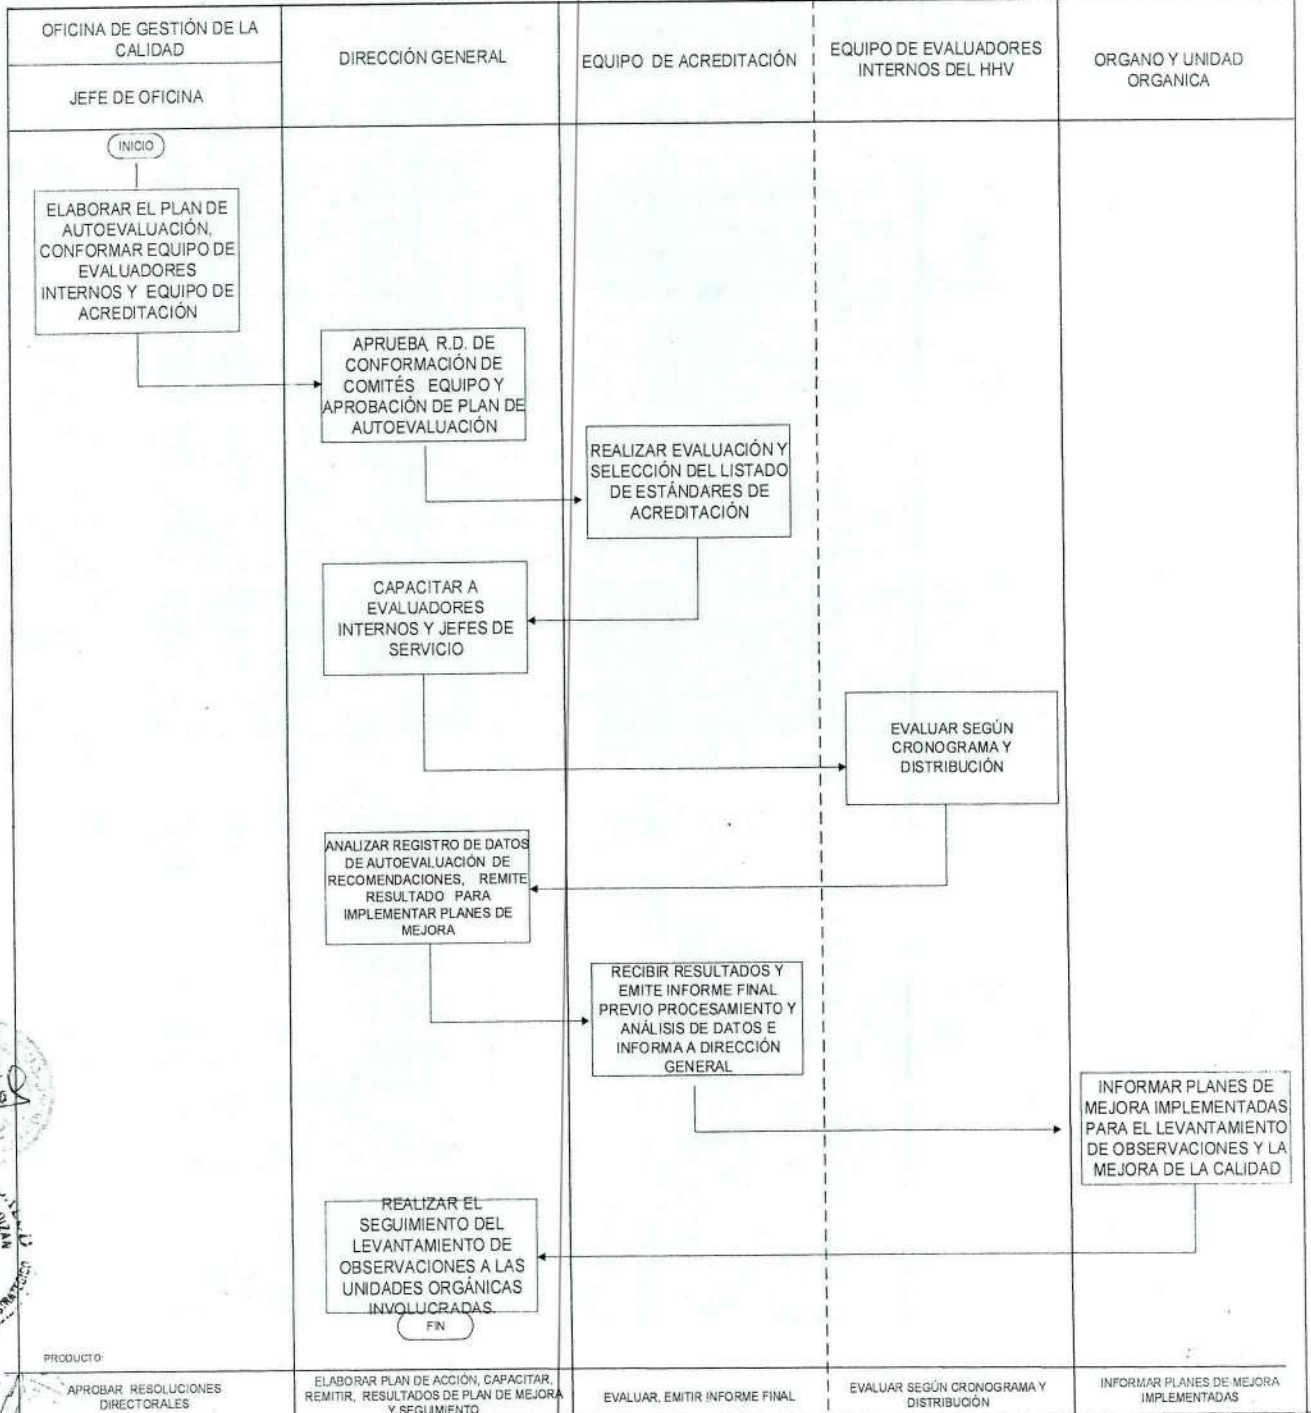 OFICINA DE GESTIÓN DE LA
CALIDAD
JEFE DE OFICINA
DIRECCIÓN GENERAL
EQUIPO DE ACREDITACIÓN
EQUIPO DE EVALUADORES
INTERNOS DEL HHV
ORGANO Y UNIDAD
ORGANICA
INICIO
ELABORAR EL PLAN DE
AUTOEVALUACIÓN,
CONFORMAR EQUIPO DE
EVALUADORES
INTERNOS Y EQUIPO DE
ACREDITACIÓN
APRUEBA, R.D. DE
CONFORMACIÓN DE
COMITÉS EQUIPO Y
APROBACIÓN DE PLAN DE
AUTOEVALUACIÓN
REALIZAR EVALUACIÓN Y
SELECCIÓN DEL LISTADO
DE ESTÁNDARES DE
ACREDITACIÓN
CAPACITAR A
EVALUADORES
INTERNOS Y JEFES DE
SERVICIO
EVALUAR SEGÚN
CRONOGRAMA Y
DISTRIBUCIÓN
ANALIZAR REGISTRO DE DATOS
DE AUTOEVALUACIÓN DE
RECOMENDACIONES, REMITE
RESULTADO PARA
IMPLEMENTAR PLANES DE
MEJORA
RECIBIR RESULTADOS Y
EMITE INFORME FINAL
PREVIO PROCESAMIENTO Y
ANÁLISIS DE DATOS E
INFORMA A DIRECCIÓN
GENERAL
INFORMAR PLANES DE
MEJORA IMPLEMENTADAS
PARA EL LEVANTAMIENTO
DE OBSERVACIONES Y LA
MEJORA DE LA CALIDAD
REALIZAR EL
SEGUIMIENTO DEL
LEVANTAMIENTO DE
OBSERVACIONES A LAS
UNIDADES ORGÁNICAS
INVOLUCRADAS.
FIN
PRODUCTO:
APROBAR RESOLUCIONES
DIRECTORALES
ELABORAR PLAN DE ACCIÓN, CAPACITAR,
REMITIR, RESULTADOS DE PLAN DE MEJORA
Y SEGUIMIENTO
EVALUAR, EMITIR INFORME FINAL
EVALUAR SEGÚN CRONOGRAMA Y
DISTRIBUCIÓN
INFORMAR PLANES DE MEJORA
IMPLEMENTADAS